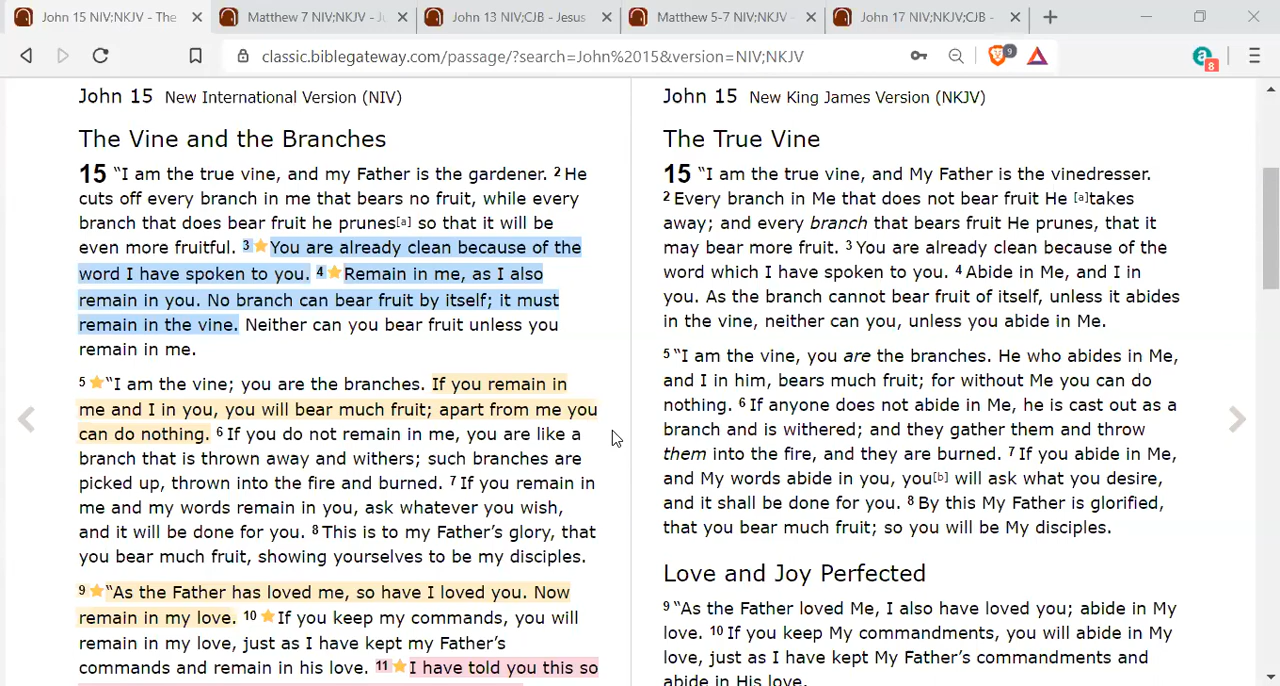 John 15 NIV;NKJV - The
Matthew 7 NIV;NKJV - Ju
John 13 NIV;CJB - Jesus
Matthew 5-7 NIV;NKJV -
John 17 NIV;NKJV;CJB -
classic.biblegateway.com/passage/?search=John%2015&version=NIV;NKJV
9
a
8
John 15 New International Version (NIV)
The Vine and the Branches
15 “I am the true vine, and my Father is the gardener. 2 He
cuts off every branch in me that bears no fruit, while every
branch that does bear fruit he prunes[a] so that it will be
even more fruitful. 3 You are already clean because of the
word I have spoken to you. 4 Remain in me, as I also
remain in you. No branch can bear fruit by itself; it must
remain in the vine. Neither can you bear fruit unless you
remain in me.
5 “I am the vine; you are the branches. If you remain in
me and I in you, you will bear much fruit; apart from me you
can do nothing. 6 If you do not remain in me, you are like a
branch that is thrown away and withers; such branches are
picked up, thrown into the fire and burned. 7 If you remain in
me and my words remain in you, ask whatever you wish,
and it will be done for you. 8 This is to my Father’s glory, that
you bear much fruit, showing yourselves to be my disciples.
9 “As the Father has loved me, so have I loved you. Now
remain in my love. 10 If you keep my commands, you will
remain in my love, just as I have kept my Father’s
commands and remain in his love. 11 I have told you this so
John 15 New King James Version (NKJV)
The True Vine
15 “I am the true vine, and My Father is the vinedresser.
2 Every branch in Me that does not bear fruit He [a]takes
away; and every branch that bears fruit He prunes, that it
may bear more fruit. 3 You are already clean because of the
word which I have spoken to you. 4 Abide in Me, and I in
you. As the branch cannot bear fruit of itself, unless it abides
in the vine, neither can you, unless you abide in Me.
5 “I am the vine, you are the branches. He who abides in Me,
and I in him, bears much fruit; for without Me you can do
nothing. 6 If anyone does not abide in Me, he is cast out as a
branch and is withered; and they gather them and throw
them into the fire, and they are burned. 7 If you abide in Me,
and My words abide in you, you[b] will ask what you desire,
and it shall be done for you. 8 By this My Father is glorified,
that you bear much fruit; so you will be My disciples.
Love and Joy Perfected
9 “As the Father loved Me, I also have loved you; abide in My
love. 10 If you keep My commandments, you will abide in My
love, just as I have kept My Father’s commandments and
abide in His love.